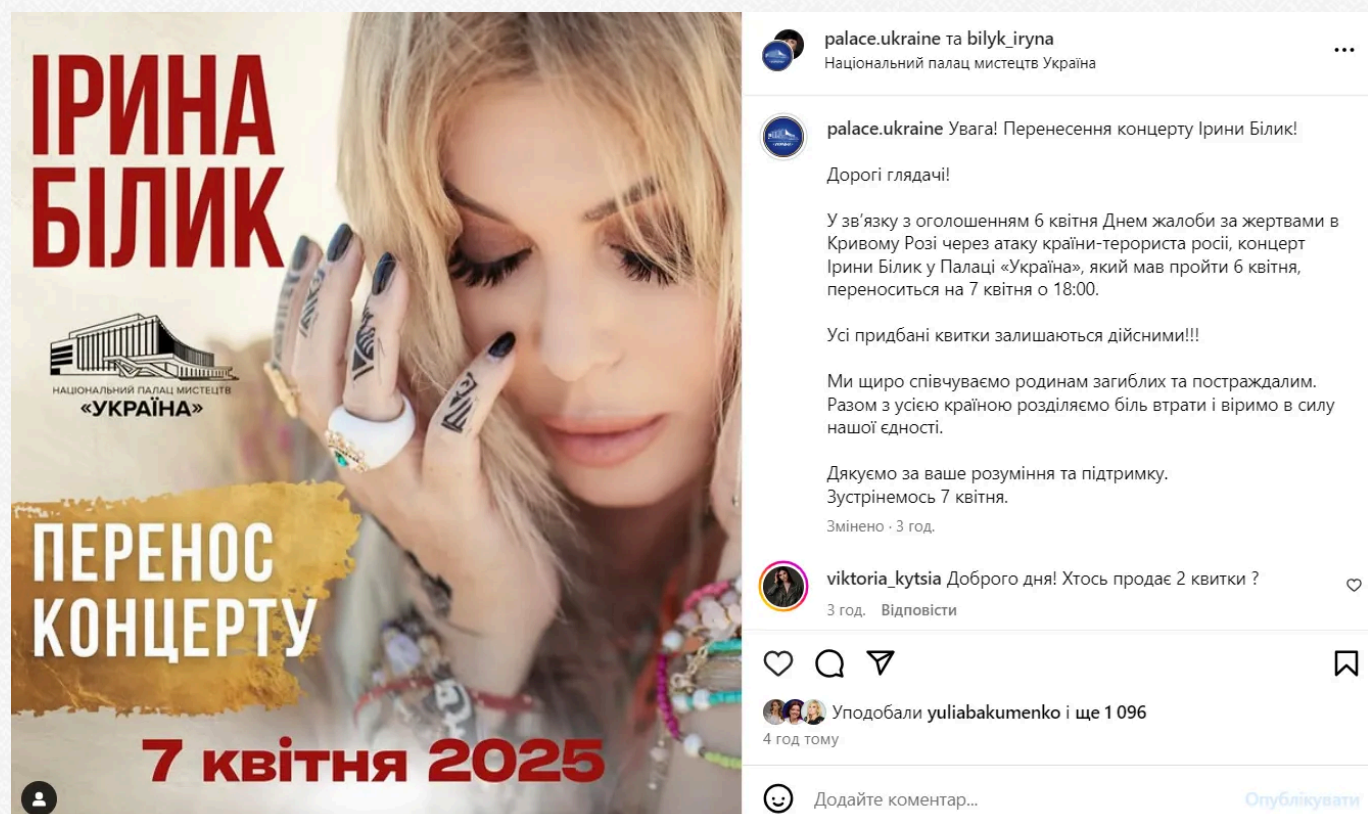 ІРИНА
БІЛИК
НАЦІОНАЛЬНИЙ ПАЛАЦ МИСТЕЦТВ
«УКРАЇНА»
ПЕРЕНОС
КОНЦЕРТУ
7 квітня 2025
palace.ukraine та bilyk_iryna
Національний палац мистецтв Україна
palace.ukraine Увага! Перенесення концерту Ірини Білик!
Дорогі глядачі!
У зв’язку з оголошенням 6 квітня Днем жалоби за жертвами в
Кривому Розі через атаку країни-терориста росії, концерт
Ірини Білик у Палаці «Україна», який мав пройти 6 квітня,
переноситься на 7 квітня о 18:00.
Усі придбані квитки залишаються дійсними!!!
Ми щиро співчуваємо родинам загиблих та постраждалим.
Разом з усією країною розділяємо біль втрати і віримо в силу
нашої єдності.
Дякуємо за ваше розуміння та підтримку.
Зустрінемось 7 квітня.
Змінено · 3 год.
viktoria_kytsia Доброго дня! Хтось продає 2 квитки ?
3 год. Відповісти
Уподобали yuliabakumenko і ще 1 096
4 год тому
Додайте коментар...
Опублікувати